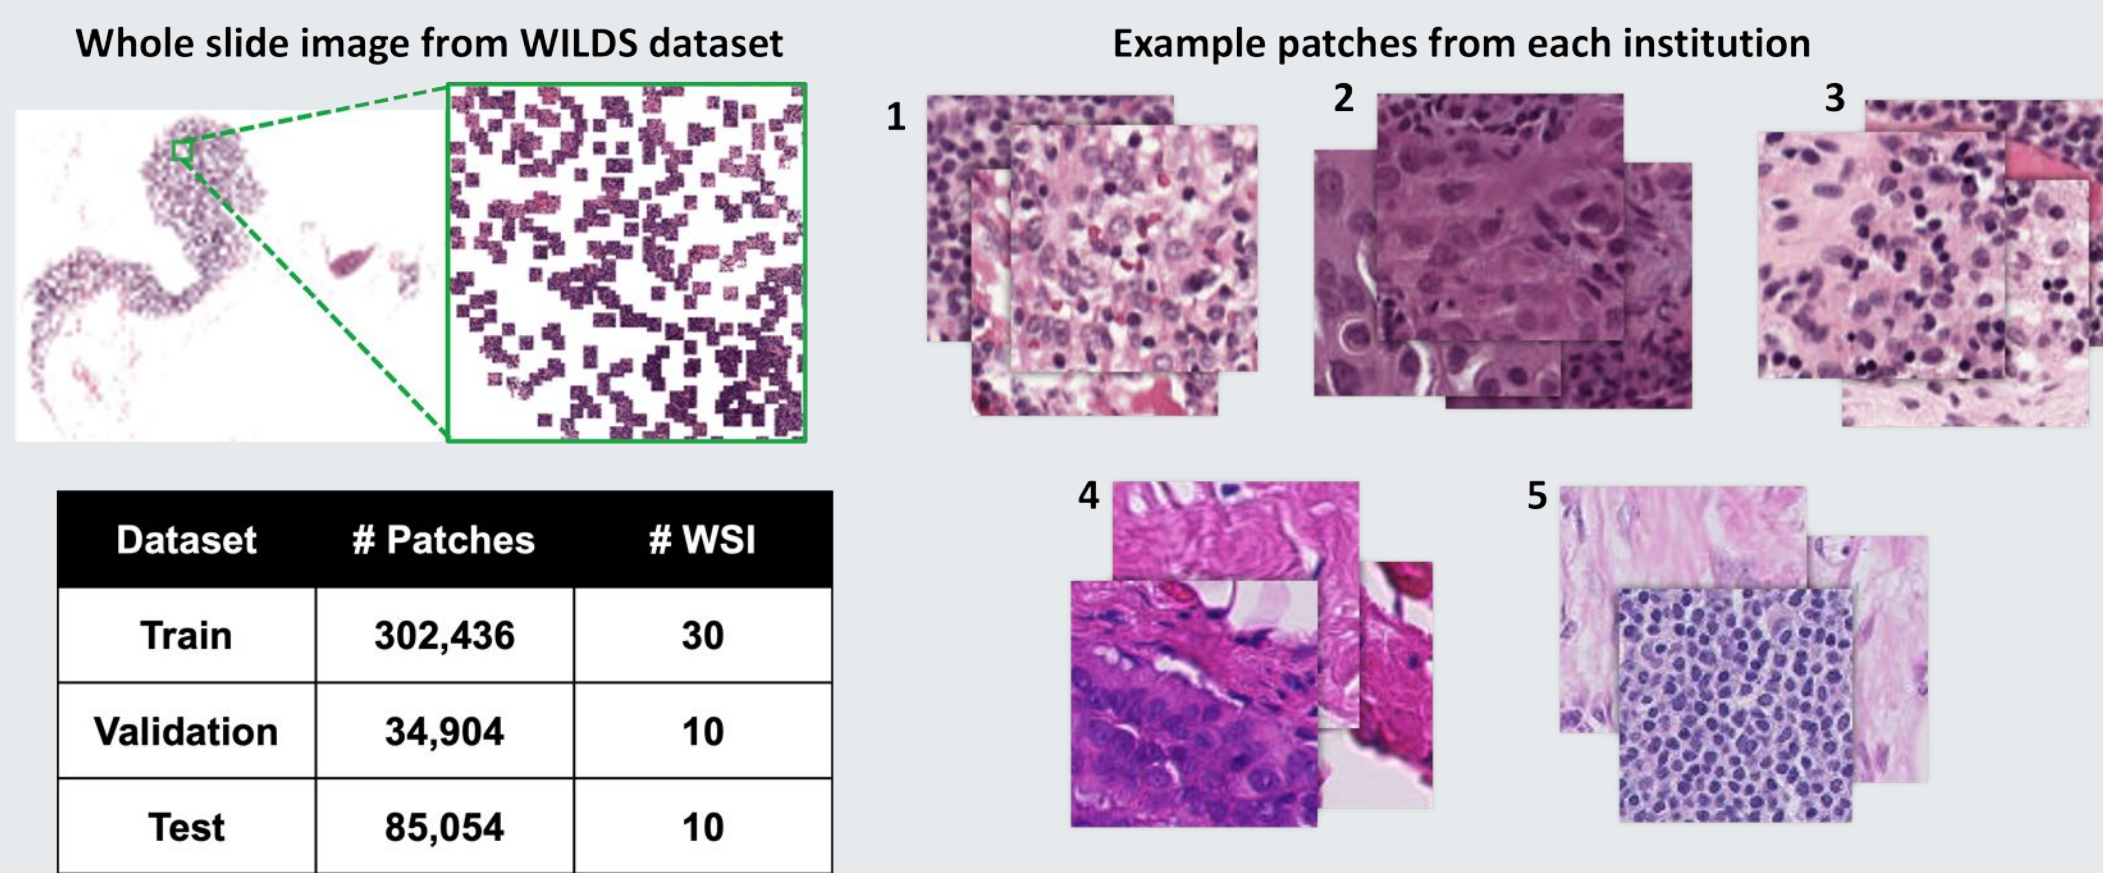 Whole slide image from WILDS dataset
Example patches from each institution
1
2
3
4
5
Dataset # Patches # WSI
Train 302,436 30
Validation 34,904 10
Test 85,054 10